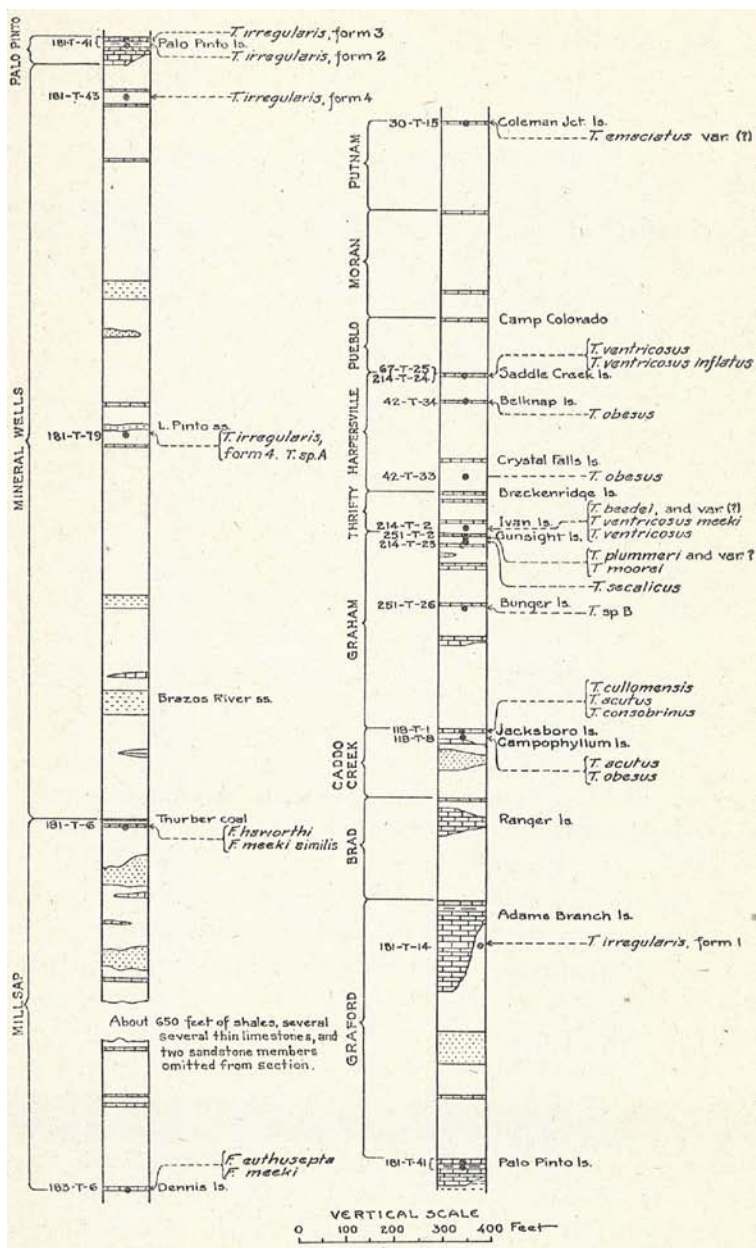 PALO PINTO
181-T-41
T. irregularis, form 3
Palo Pinto ls.
T. irregularis, form 2
MINERAL WELLS
181-T-43
T. irregularis, form 4
L. Pinto ss.
181-T-79
T. irregularis,
form 4. T. sp. A
Brazos River ss.
Thurber coal
181-T-6
F. haworthi
F. meeki similis
MILLSAP
About 650 feet of shales, several
several thin limestones, and
two sandstone members
omitted from section.
F. euthusepta
F. meeki
183-T-6
Dennis ls.
PUTNAM
30-T-15
Coleman Jct. ls.
T. emaciatus var. (?)
MORAN
Camp Colorado
PUEBLO
67-T-25
214-T-24
T. ventricosus
T. ventricosus inflatus
Saddle Creek ls.
HARPERSVILLE
42-T-34
Belknap ls.
T. obesus
Crystal Falls ls.
42-T-33
T. obesus
THRIFTY
Breckenridge ls.
T. beedei, and var. (?)
214-T-2
Ivan ls.
T. ventricosus meeki
251-T-2
Gunsight ls.
T. ventricosus
214-T-23
T. plummeri and var. ?
T. moorei
T. secalicus
GRAHAM
251-T-26
Bunger ls.
T. sp B
T. cullomensis
T. acutus
T. consobrinus
118-T-1
Jacksboro ls.
118-T-8
Campophyllum ls.
CADDO
CREEK
T. acutus
T. obesus
BRAD
Ranger ls
GRAFORD
Adams Branch ls.
181-T-14
T. irregularis, form 1
181-T-41
Palo Pinto ls.
VERTICAL SCALE
0 100 200 300 400 Feet